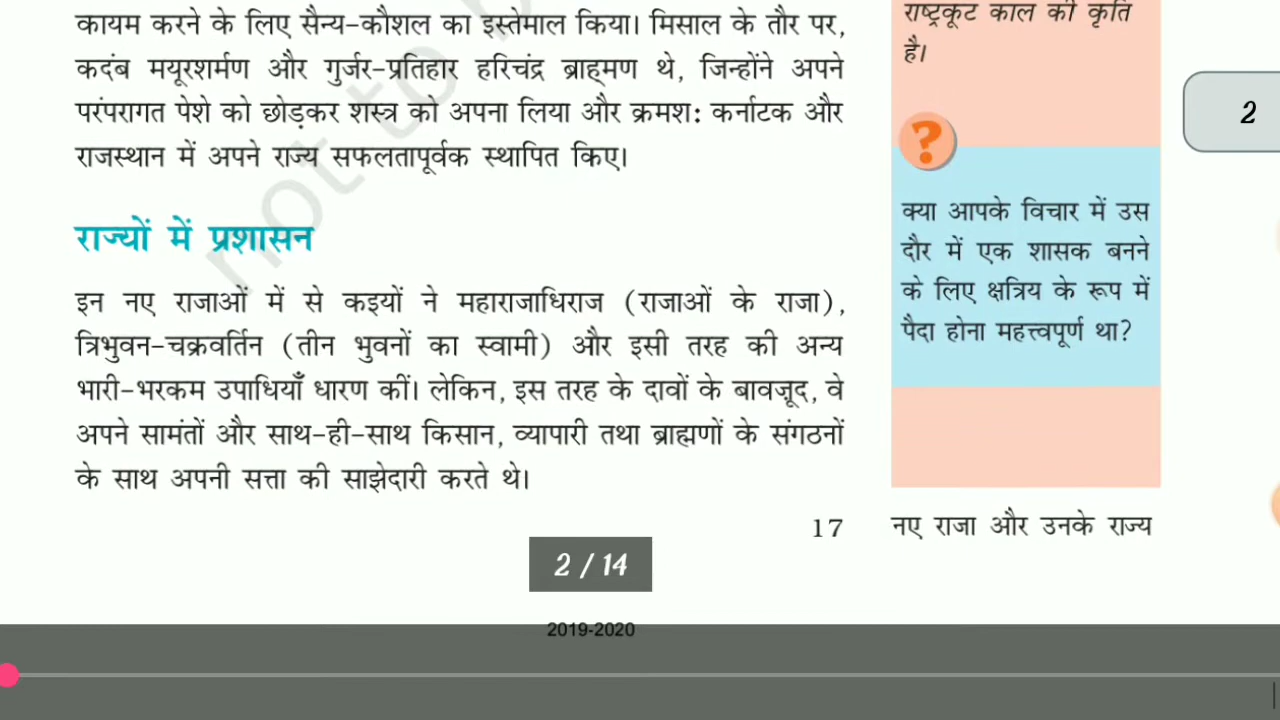 कायम करने के लिए सैन्य-कौशल का इस्तेमाल किया। मिसाल के तौर पर,
कदंब मयूरशर्मण और गुर्जर-प्रतिहार हरिचंद्र ब्राह्मण थे, जिन्होंने अपने
परंपरागत पेशे को छोड़कर शस्त्र को अपना लिया और क्रमश: कर्नाटक और
राजस्थान में अपने राज्य सफलतापूर्वक स्थापित किए।
राज्यों में प्रशासन
इन नए राजाओं में से कइयों ने महाराजाधिराज (राजाओं के राजा),
त्रिभुवन-चक्रवर्तिन (तीन भुवनों का स्वामी) और इसी तरह की अन्य
भारी-भरकम उपाधियाँ धारण कीं। लेकिन, इस तरह के दावों के बावज़ूद, वे
अपने सामंतों और साथ-ही-साथ किसान, व्यापारी तथा ब्राह्मणों के संगठनों
के साथ अपनी सत्ता की साझेदारी करते थे।
राष्ट्रकूट काल की कृति
है।
?
क्या आपके विचार में उस
दौर में एक शासक बनने
के लिए क्षत्रिय के रूप में
पैदा होना महत्त्वपूर्ण था?
2
17 नए राजा और उनके राज्य
2 / 14
2019-2020
not to b